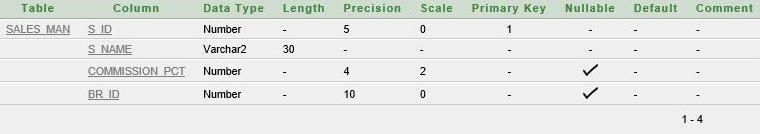 Table Column Data Type Length Precision Scale Primary Key Nullable Default Comment
SALES_MAN S_ID Number - 5 0 1 - - -
S_NAME Varchar2 30 - - - - - -
COMMISSION_PCT Number - 4 2 - ✓ - -
BR_ID Number - 10 0 - ✓ - -
1 - 4